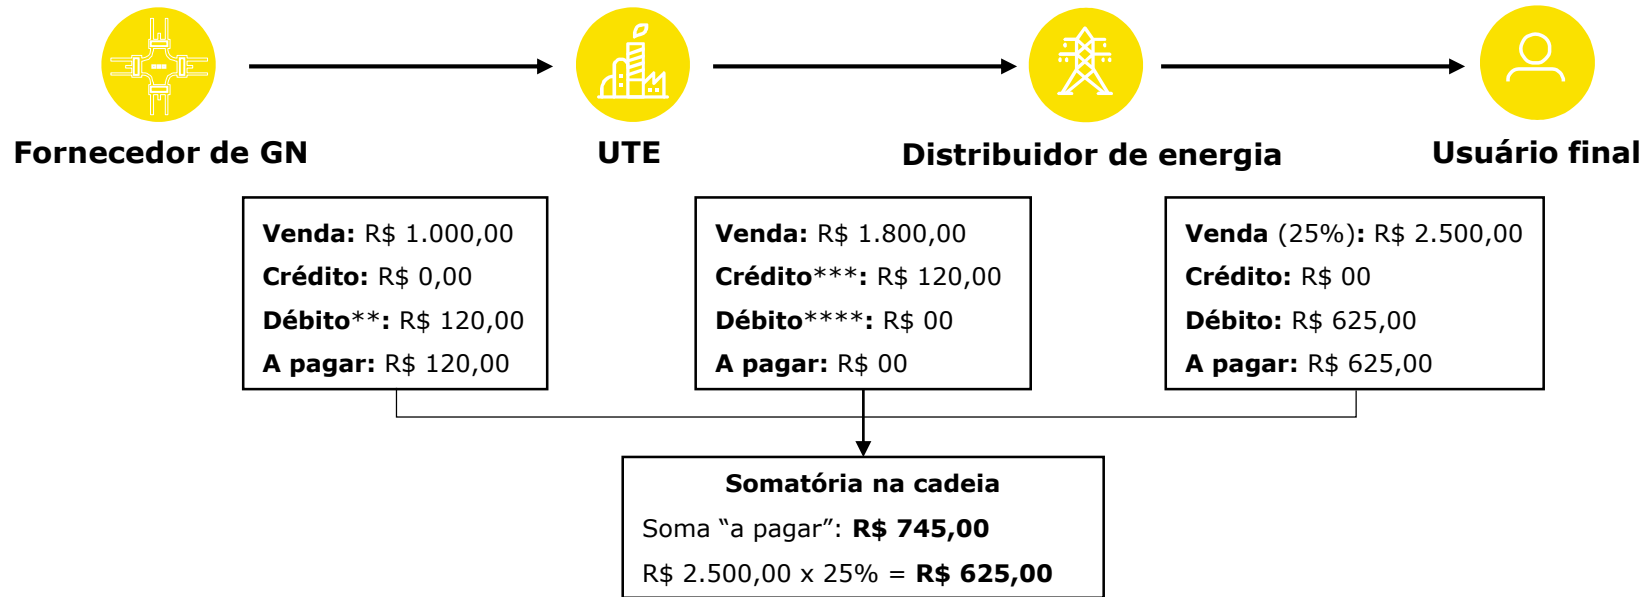 Fornecedor de GN
UTE
Distribuidor de energia
Usuário final
Venda: R$ 1.000,00
Crédito: R$ 0,00
Débito**: R$ 120,00
A pagar: R$ 120,00
Venda: R$ 1.800,00
Crédito***: R$ 120,00
Débito****: R$ 00
A pagar: R$ 00
Venda (25%): R$ 2.500,00
Crédito: R$ 00
Débito: R$ 625,00
A pagar: R$ 625,00
Somatória na cadeia
Soma “a pagar”: R$ 745,00
R$ 2.500,00 x 25% = R$ 625,00